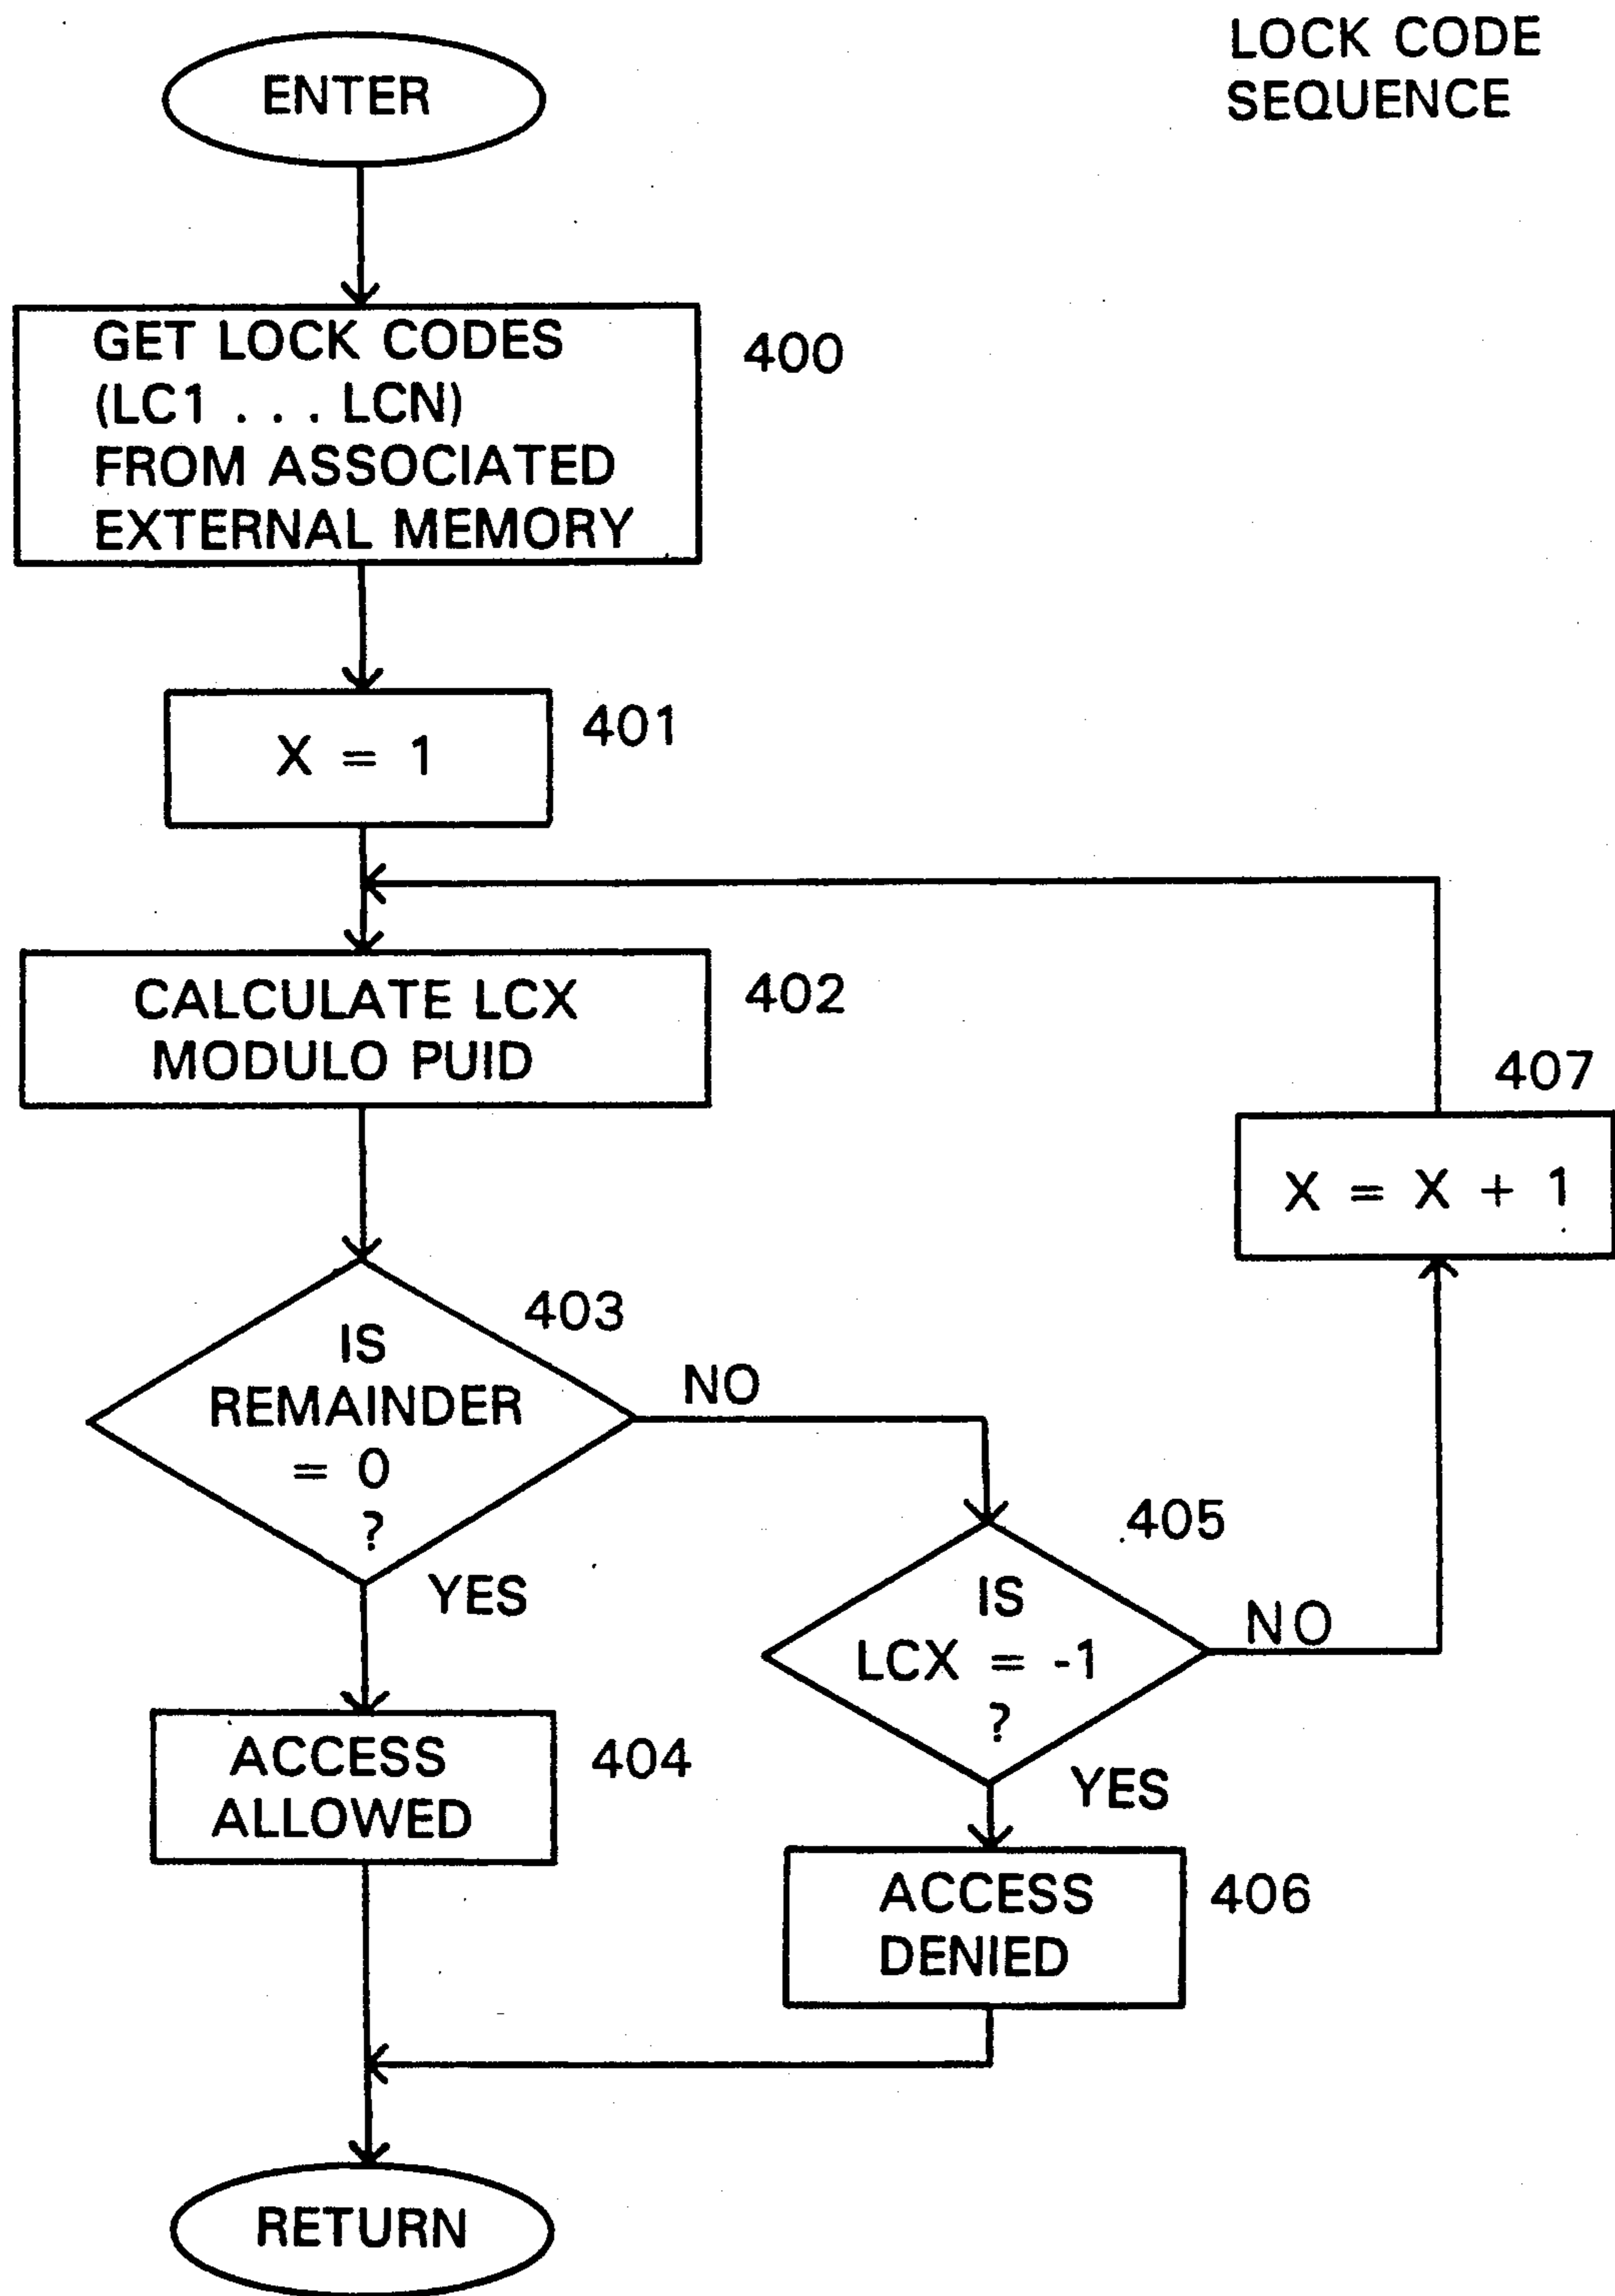 LOCK CODE
SEQUENCE
ENTER
GET LOCK CODES
(LC1 . . . LCN)
FROM ASSOCIATED
EXTERNAL MEMORY
400
X = 1
401
CALCULATE LCX
MODULO PUID
402
407
X = X + 1
403
IS
REMAINDER
= 0
?
NO
YES
405
IS
LCX = -1
?
NO
YES
ACCESS
ALLOWED
404
ACCESS
DENIED
406
RETURN